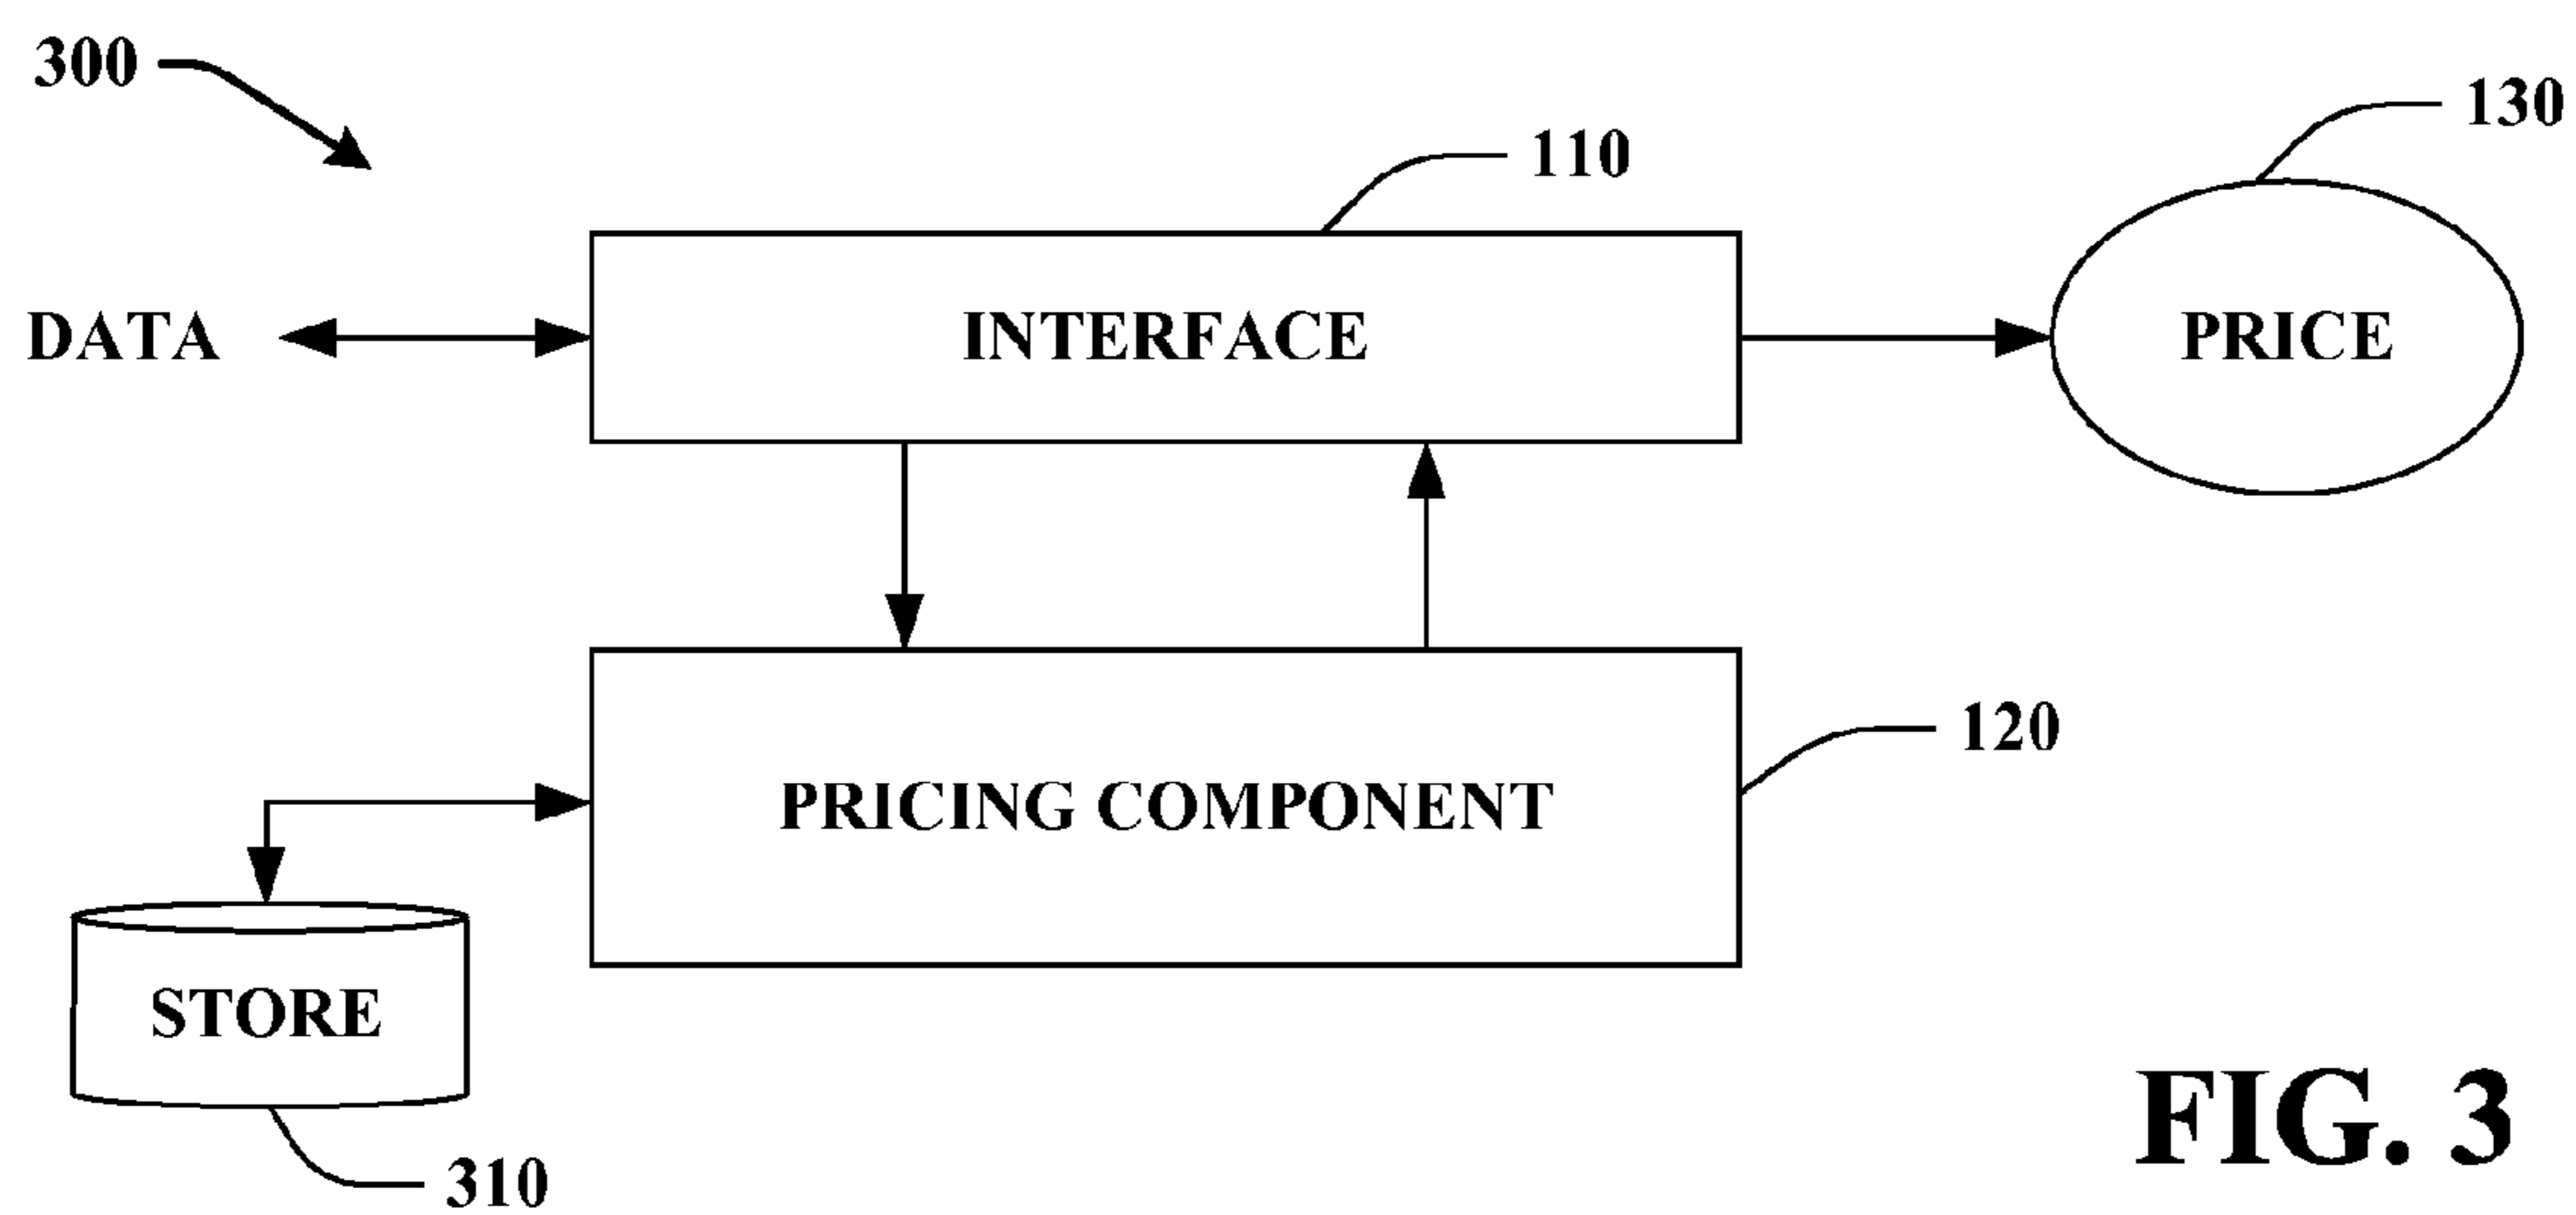 300
130
110
DATA
INTERFACE
PRICE
120
PRICING COMPONENT
STORE
310
FIG. 3